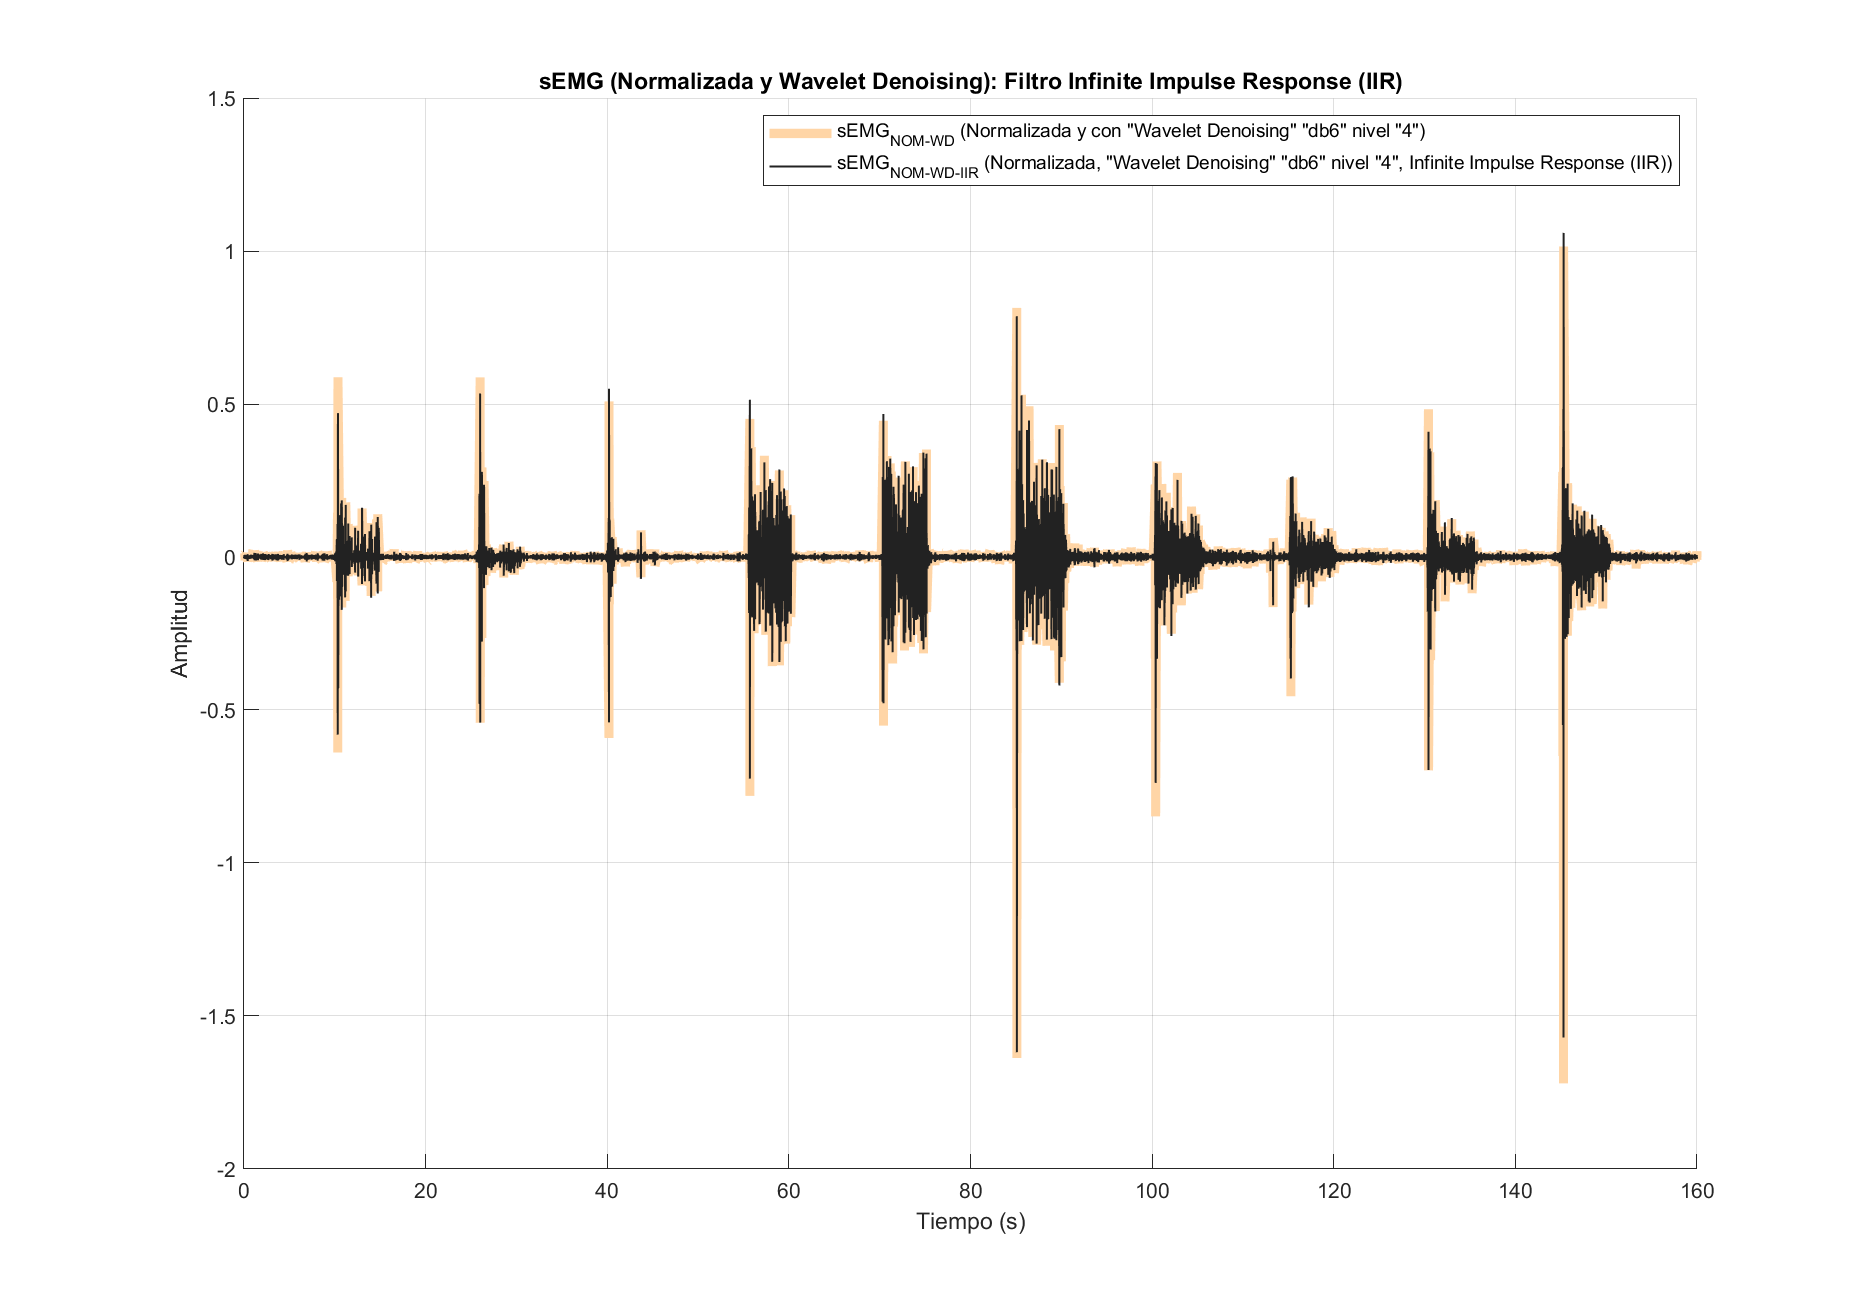 sEMG (Normalizada y Wavelet Denoising): Filtro Infinite Impulse Response (IIR)
sEMG_NOM-WD (Normalizada y con "Wavelet Denoising" "db6" nivel "4")
sEMG_NOM-WD-IIR (Normalizada, "Wavelet Denoising" "db6" nivel "4", Infinite Impulse Response (IIR))
1.5
1
0.5
0
-0.5
-1
-1.5
-2
Amplitud
0 20 40 60 80 100 120 140 160
Tiempo (s)